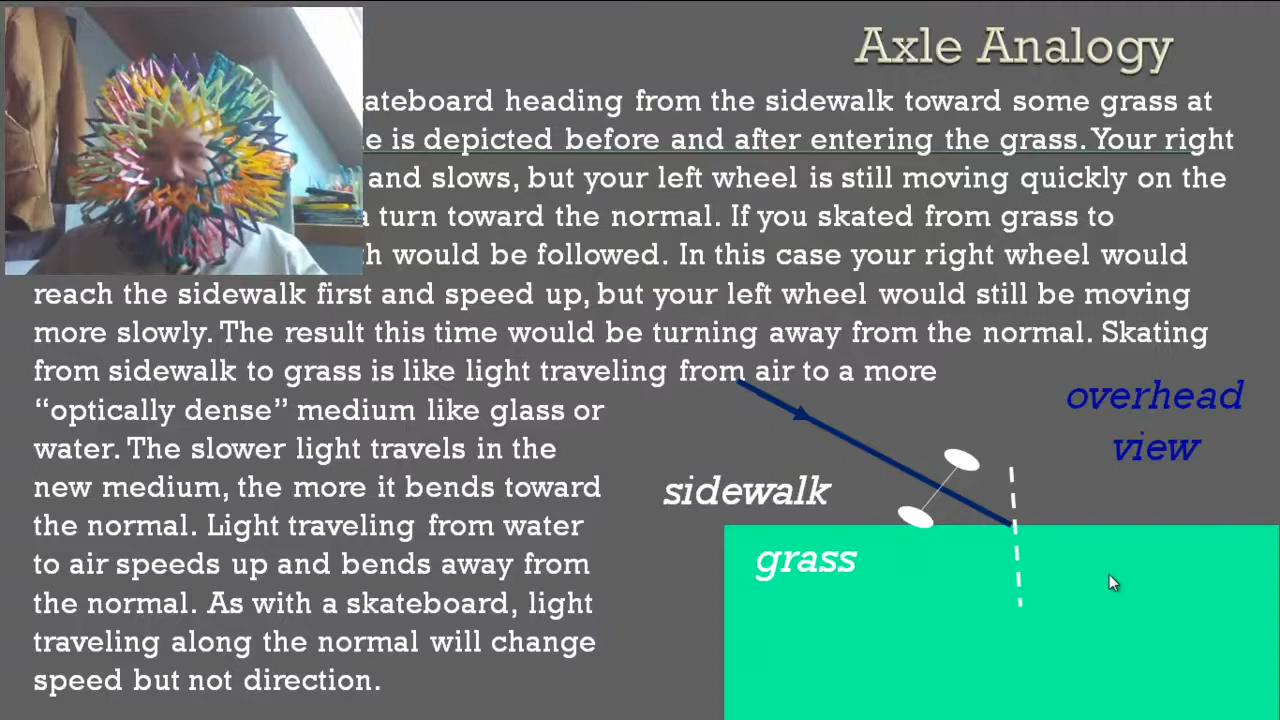 Axle Analogy
skateboard heading from the sidewalk toward some grass at
is depicted before and after entering the grass. Your right
and slows, but your left wheel is still moving quickly on the
a turn toward the normal. If you skated from grass to
would be followed. In this case your right wheel would
reach the sidewalk first and speed up, but your left wheel would still be moving
more slowly. The result this time would be turning away from the normal. Skating
from sidewalk to grass is like light traveling from air to a more
“optically dense” medium like glass or
water. The slower light travels in the
new medium, the more it bends toward
the normal. Light traveling from water
to air speeds up and bends away from
the normal. As with a skateboard, light
traveling along the normal will change
speed but not direction.
overhead
view
sidewalk
grass